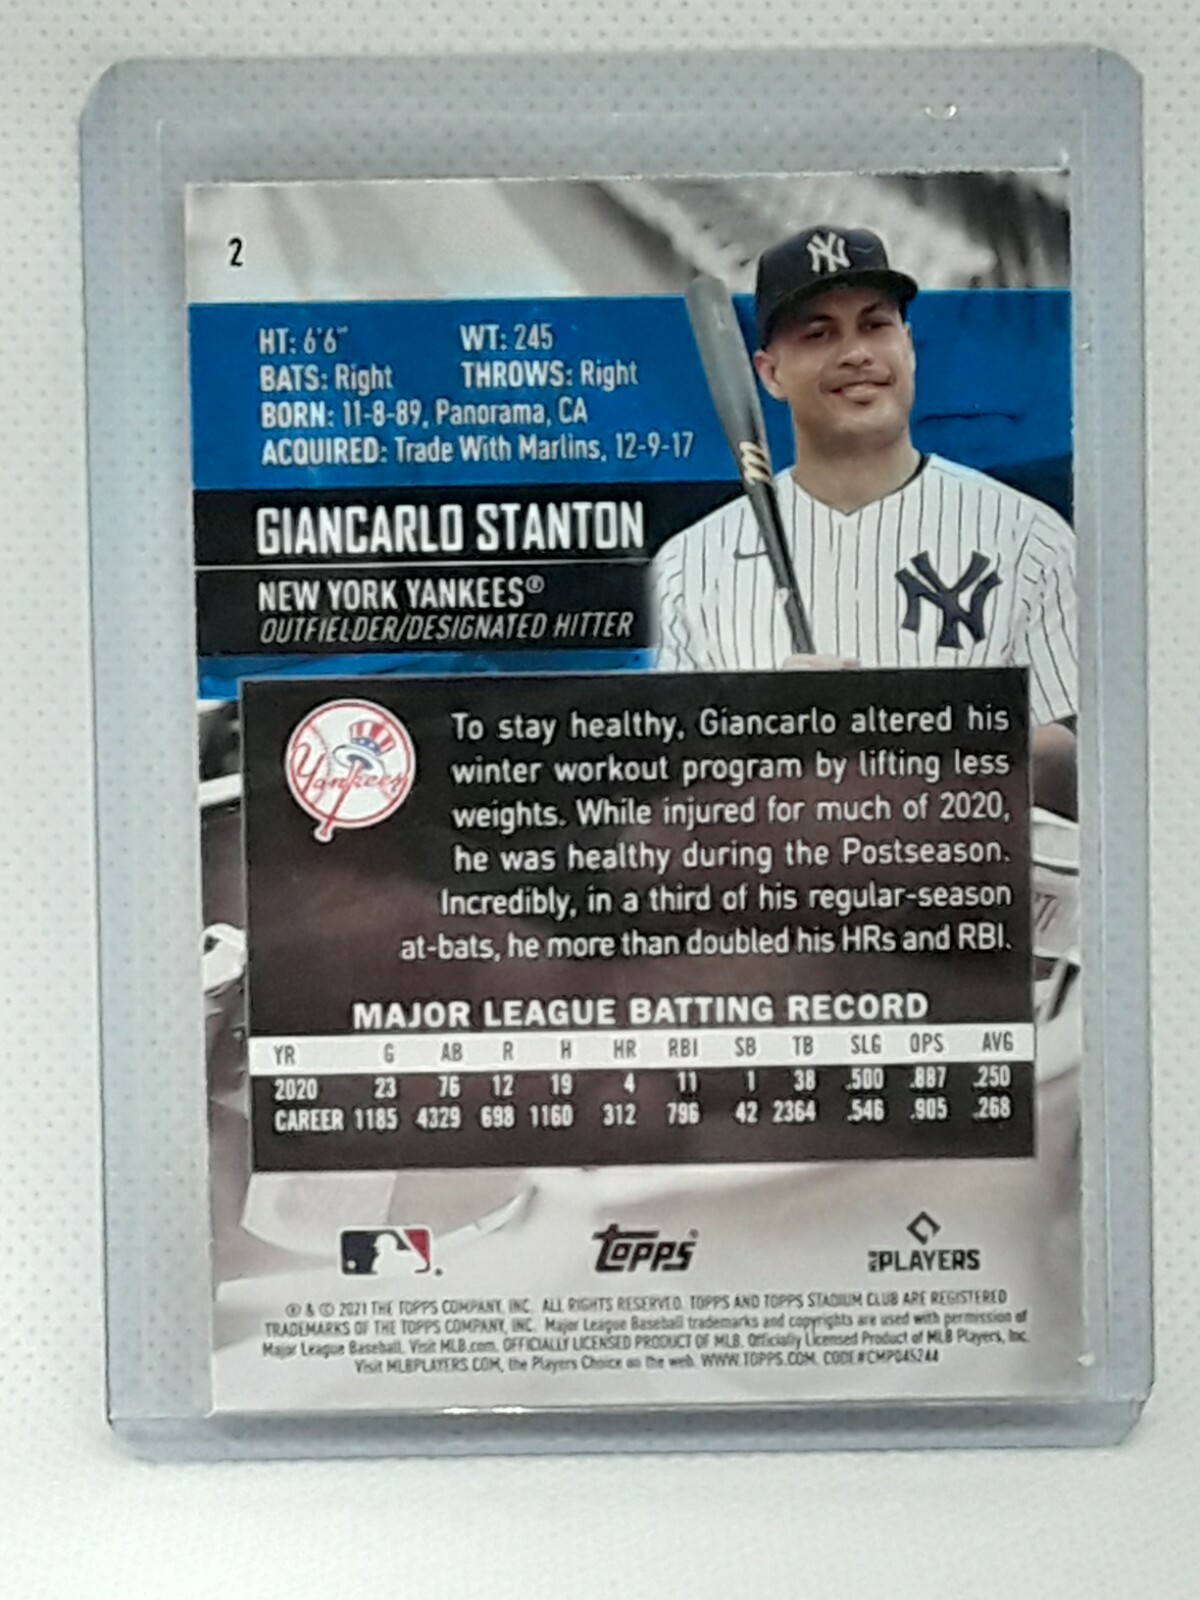 2
HT: 6'6" WT: 245
BATS: Right THROWS: Right
BORN: 11-8-89, Panorama, CA
ACQUIRED: Trade With Marlins, 12-9-17
GIANCARLO STANTON
NEW YORK YANKEES®
OUTFIELDER/DESIGNATED HITTER
Yankees
To stay healthy, Giancarlo altered his
winter workout program by lifting less
weights. While injured for much of 2020,
he was healthy during the Postseason.
Incredibly, in a third of his regular-season
at-bats, he more than doubled his HRs and RBI.
MAJOR LEAGUE BATTING RECORD
YR G AB R H HR RBI SB TB SLG OPS AVG
2020 23 76 12 19 4 11 1 38 .500 .887 .250
CAREER 1185 4329 698 1160 312 796 42 2364 .546 .905 .268
Topps®
MLB PLAYERS
® & © 2021 THE TOPPS COMPANY, INC. ALL RIGHTS RESERVED. TOPPS AND TOPPS STADIUM CLUB ARE REGISTERED
TRADEMARKS OF THE TOPPS COMPANY, INC. Major League Baseball trademarks and copyrights are used with permission of
Major League Baseball. Visit MLB.com. OFFICIALLY LICENSED PRODUCT OF MLB. Officially Licensed Product of MLB Players, Inc.
Visit MLBPLAYERS.COM, the Players Choice on the web. WWW.TOPPS.COM. CODE#CMP045244